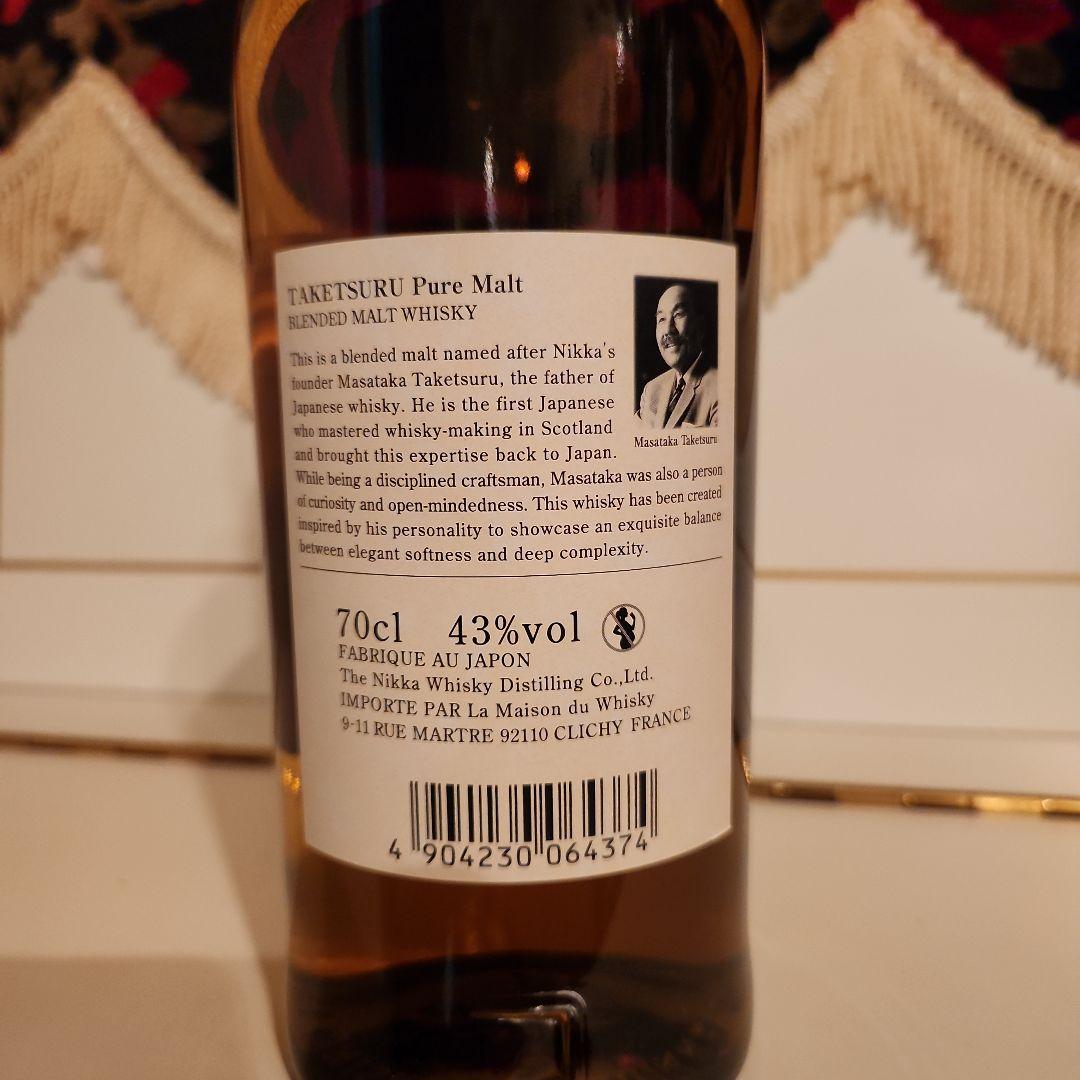 TAKETSURU Pure Malt
BLENDED MALT WHISKY
This is a blended malt named after Nikka's
founder Masataka Taketsuru, the father of
Japanese whisky. He is the first Japanese
who mastered whisky-making in Scotland
and brought this expertise back to Japan.
While being a disciplined craftsman, Masataka was also a person
of curiosity and open-mindedness. This whisky has been created
inspired by his personality to showcase an exquisite balance
between elegant softness and deep complexity.
Masataka Taketsuru
70cl 43%vol
FABRIQUE AU JAPON
The Nikka Whisky Distilling Co.,Ltd.
IMPORTE PAR La Maison du Whisky
9-11 RUE MARTRE 92110 CLICHY FRANCE
4 904230 064374